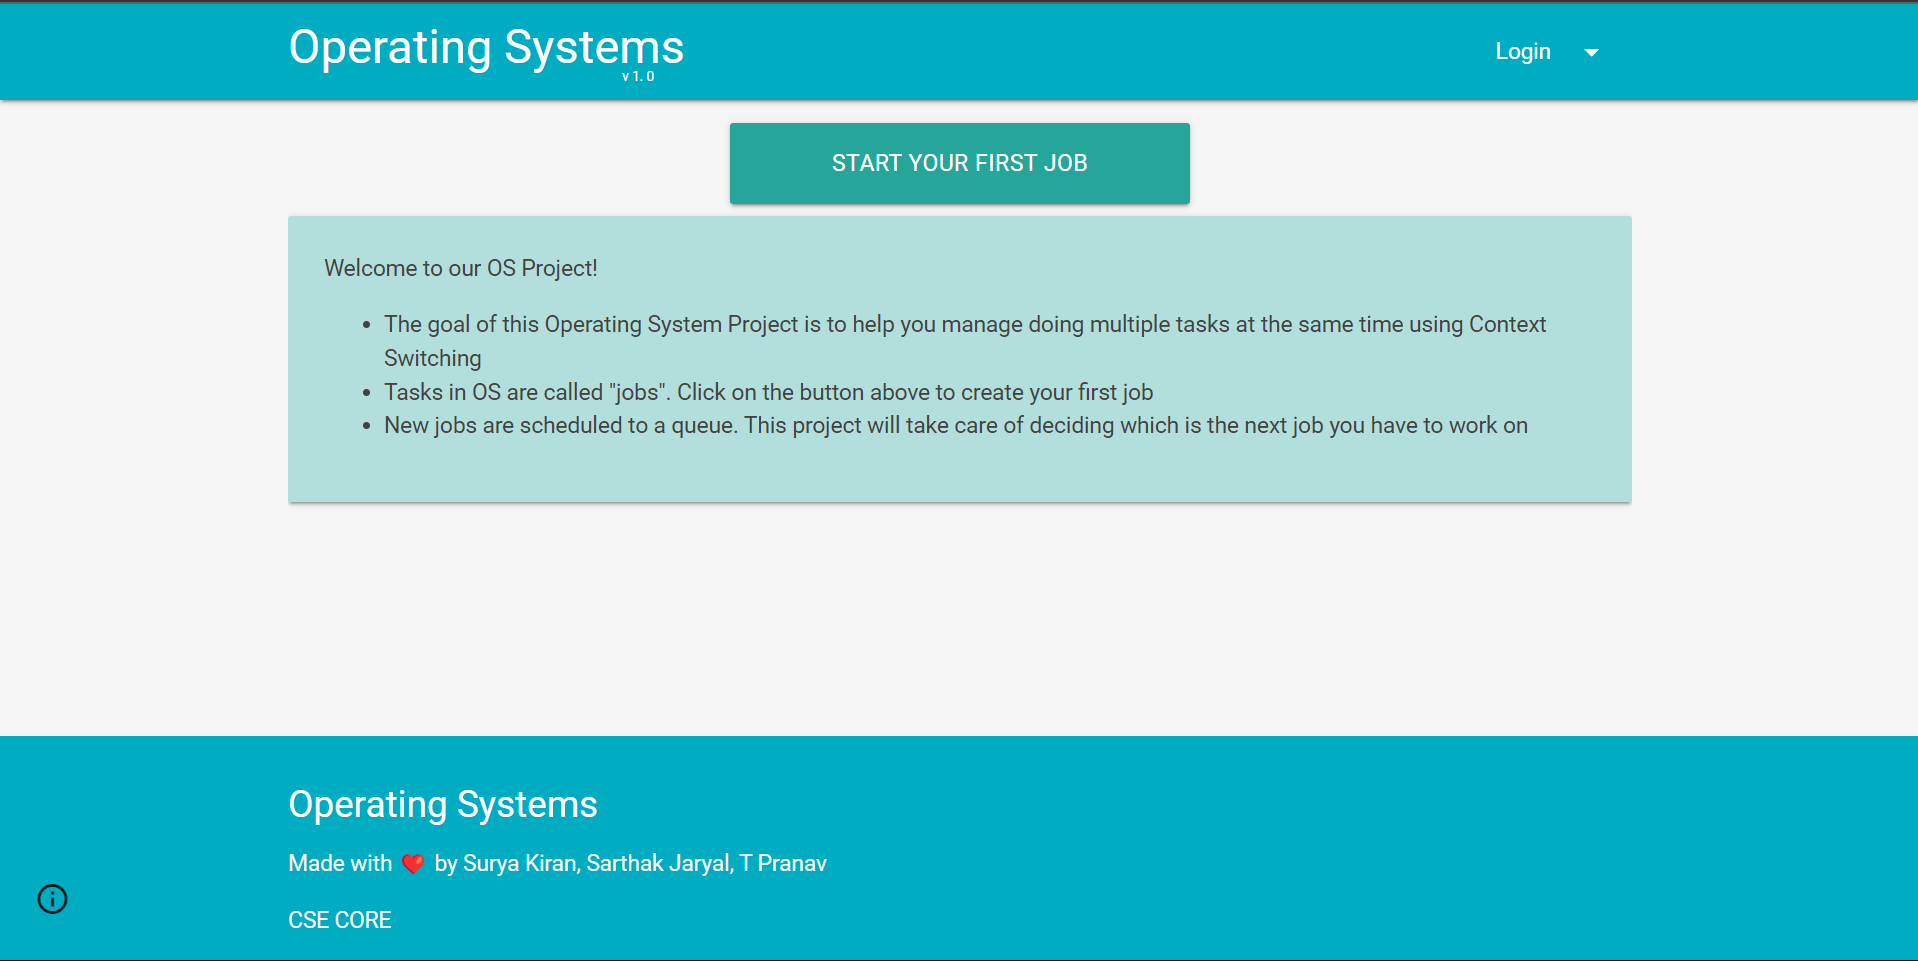 Operating Systems
v 1. 0
Login
START YOUR FIRST JOB
Welcome to our OS Project!
• The goal of this Operating System Project is to help you manage doing multiple tasks at the same time using Context
Switching
• Tasks in OS are called "jobs". Click on the button above to create your first job
• New jobs are scheduled to a queue. This project will take care of deciding which is the next job you have to work on
Operating Systems
Made with ❤️ by Surya Kiran, Sarthak Jaryal, T Pranav
CSE CORE